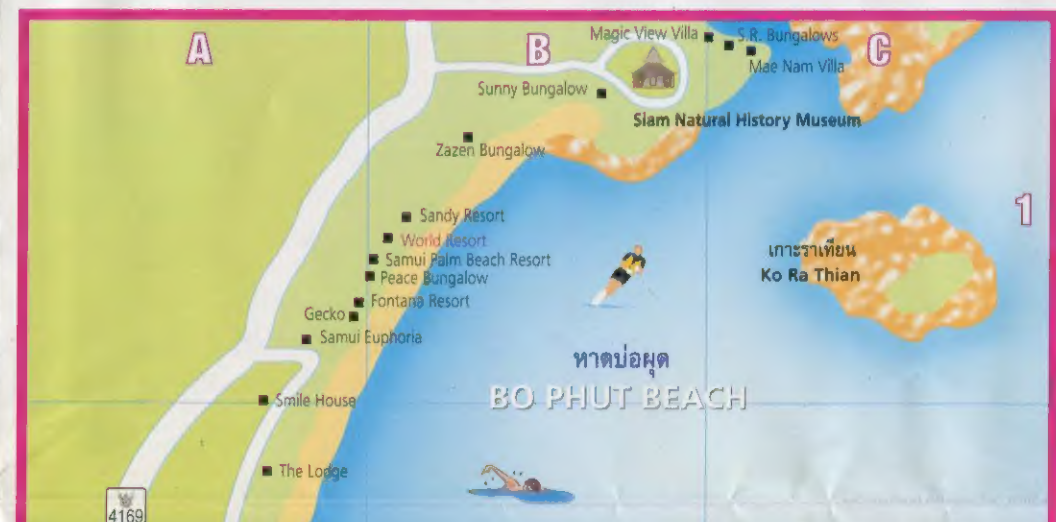 A
B
C
Magic View Villa
S.R. Bungalows
Mae Nam Villa
Sunny Bungalow
Siam Natural History Museum
Zazen Bungalow
1
Sandy Resort
World Resort
Samui Palm Beach Resort
Peace Bungalow
เกาะราเทียน
Ko Ra Thian
Fontana Resort
Gecko
Samui Euphoria
หาดบ่อผุด
BO PHUT BEACH
Smile House
The Lodge
4169